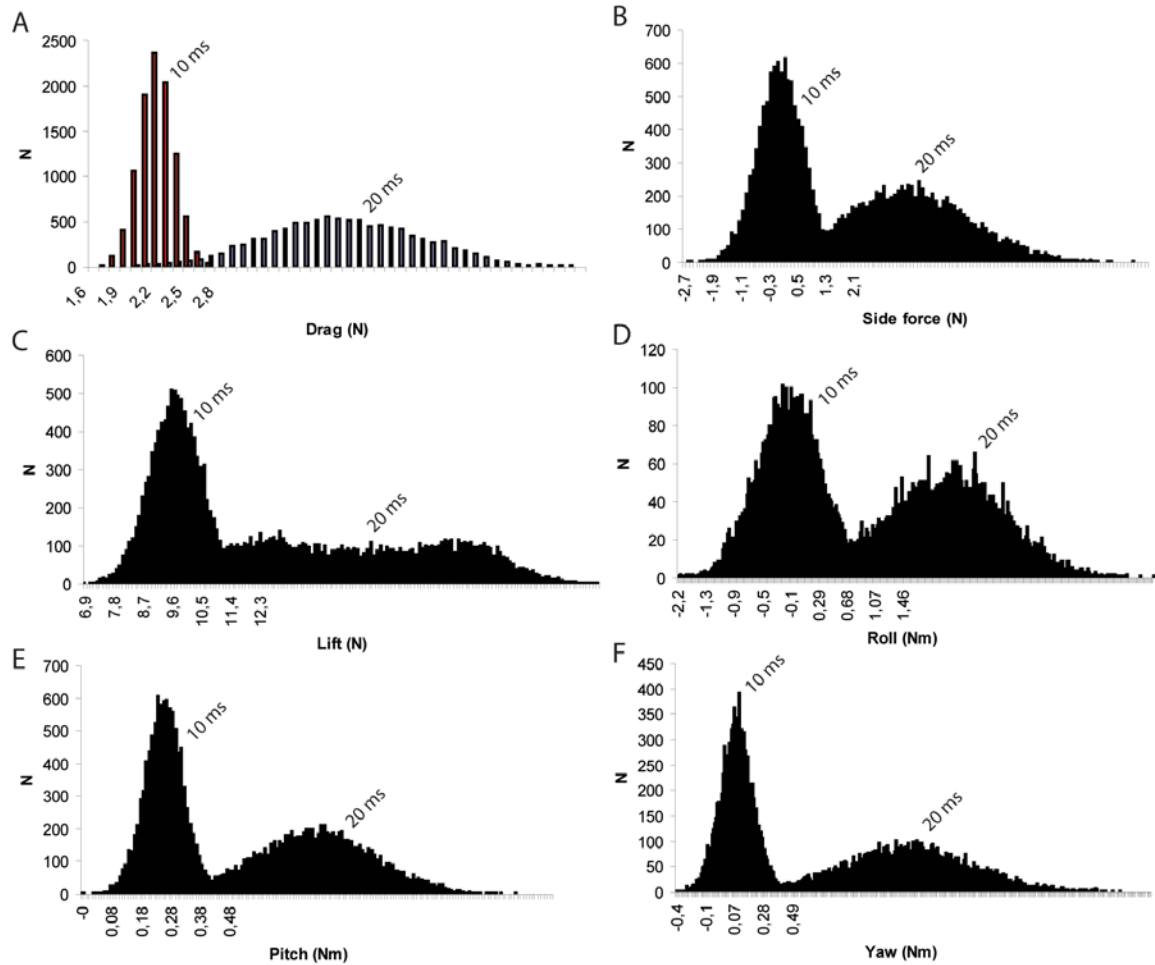 A
2500
2000
1500
1000
500
0
N
10 ms
20 ms
1,6
1,9
2,2
2,5
2,8
Drag (N)
B
700
600
500
400
300
200
100
0
N
10 ms
20 ms
-2,7
-1,9
-1,1
-0,3
0,5
1,3
2,1
Side force (N)
C
600
500
400
300
200
100
0
N
10 ms
20 ms
6,9
7,8
8,7
9,6
10,5
11,4
12,3
Lift (N)
D
120
100
80
60
40
20
0
N
10 ms
20 ms
-2,2
-1,3
-0,9
-0,5
-0,1
0,29
0,68
1,07
1,46
Roll (Nm)
E
700
600
500
400
300
200
100
0
N
10 ms
20 ms
-0
0,08
0,18
0,28
0,38
0,48
Pitch (Nm)
F
450
400
350
300
250
200
150
100
50
0
N
10 ms
20 ms
-0,4
-0,1
0,07
0,28
0,49
Yaw (Nm)